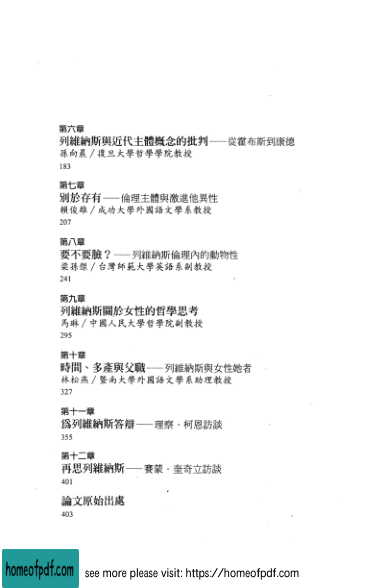 第六章
列維納斯與近代主體概念的批判——從霍布斯到康德
孫向晨／復旦大學哲學學院教授
183
第七章
別於存有——倫理主體與激進他異性
賴俊雄／成功大學外國語文學系教授
207
第八章
要不要臉？——列維納斯倫理內的動物性
梁孫傑／台灣師範大學英語系副教授
241
第九章
列維納斯關於女性的哲學思考
馬琳／中國人民大學哲學院副教授
295
第十章
時間、多產與父職——列維納斯與女性她者
林松燕／暨南大學外國語文學系助理教授
327
第十一章
爲列維納斯答辯——理察．柯恩訪談
355
第十二章
再思列維納斯——賽蒙．奎奇立訪談
401
論文原始出處
403
homeofpdf.com
see more please visit: https://homeofpdf.com